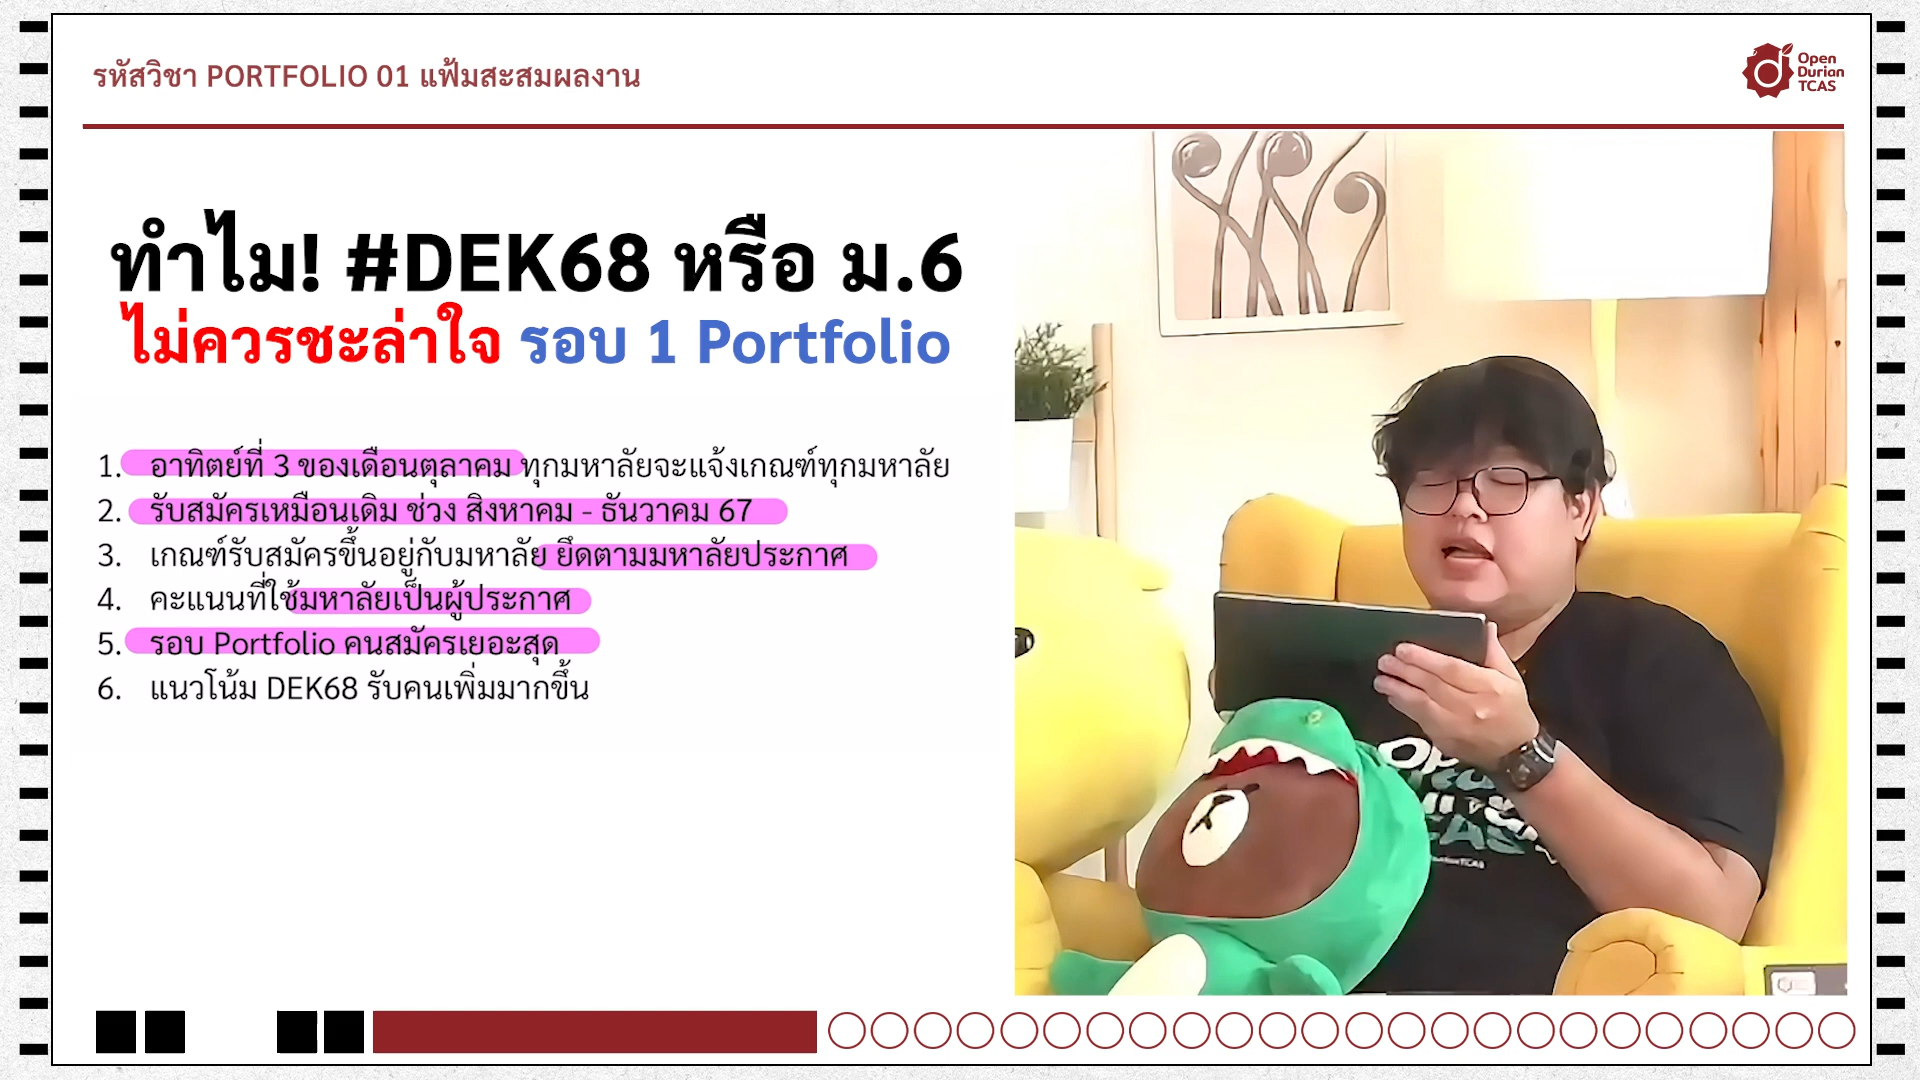 รหัสวิชา PORTFOLIO 01 แฟ้มสะสมผลงาน
Open
Durian
TCAS
ทำไม! #DEK68 หรือ ม.6
ไม่ควรชะล่าใจ รอบ 1 Portfolio
1. อาทิตย์ที่ 3 ของเดือนตุลาคม ทุกมหาลัยจะแจ้งเกณฑ์ทุกมหาลัย
2. รับสมัครเหมือนเดิม ช่วง สิงหาคม - ธันวาคม 67
3. เกณฑ์รับสมัครขึ้นอยู่กับมหาลัย ยึดตามมหาลัยประกาศ
4. คะแนนที่ใช้มหาลัยเป็นผู้ประกาศ
5. รอบ Portfolio คนสมัครเยอะสุด
6. แนวโน้ม DEK68 รับคนเพิ่มมากขึ้น